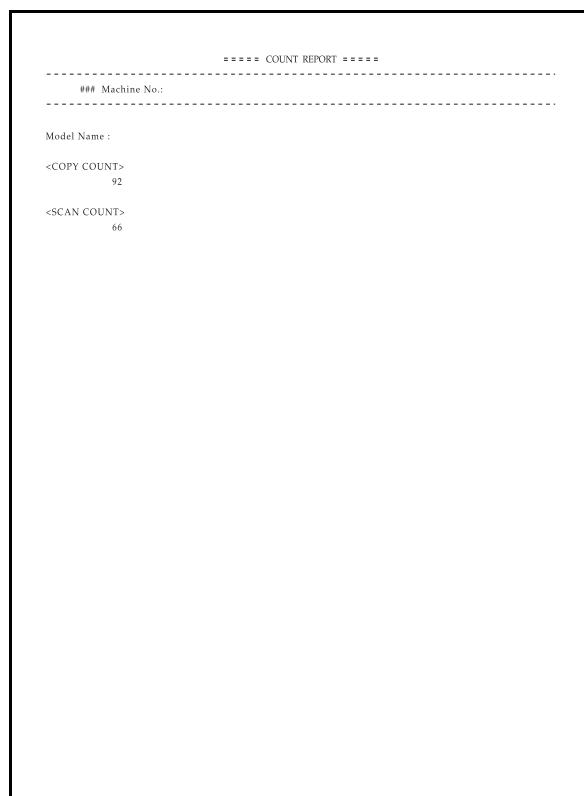 ===== COUNT REPORT =====
### Machine No.:
Model Name :
<COPY COUNT>
92
<SCAN COUNT>
66